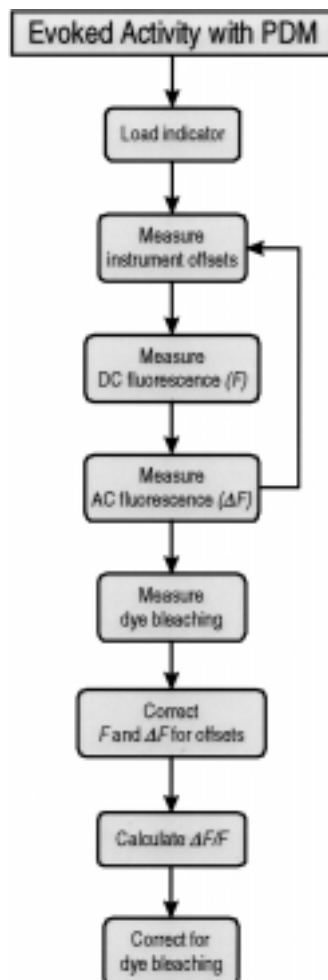 Evoked Activity with PDM
Load indicator
Measure
instrument offsets
Measure
DC fluorescence (F)
Measure
AC fluorescence (ΔF)
Measure
dye bleaching
Correct
F and ΔF for offsets
Calculate ΔF/F
Correct for
dye bleaching